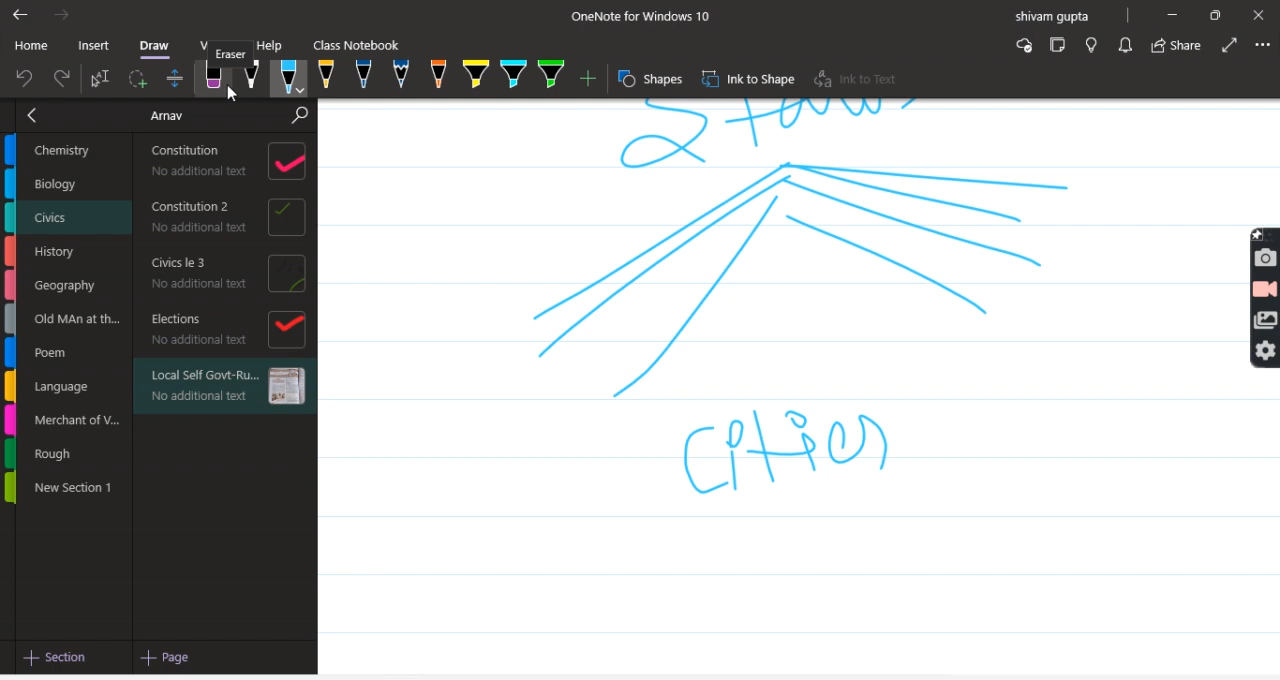 OneNote for Windows 10
shivam gupta
Home Insert Draw V Help Class Notebook
Eraser
Share
Shapes Ink to Shape Ink to Text
Arnav
Chemistry
Biology
Civics
History
Geography
Old MAn at th...
Poem
Language
Merchant of V...
Rough
New Section 1
Constitution
No additional text
Constitution 2
No additional text
Civics le 3
No additional text
Elections
No additional text
Local Self Govt-Ru...
No additional text
Cities
Section
Page